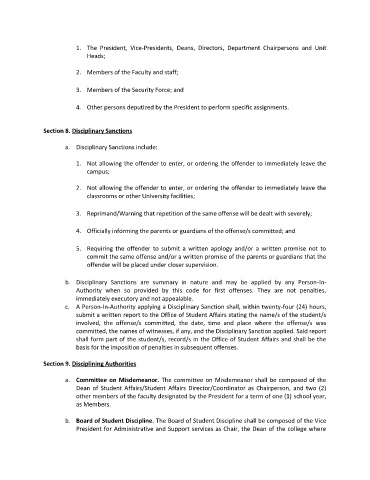 1. The President, Vice-Presidents, Deans, Directors, Department Chairpersons and Unit
Heads;
2. Members of the Faculty and staff;
3. Members of the Security Force; and
4. Other persons deputized by the President to perform specific assignments.
Section 8. Disciplinary Sanctions
a. Disciplinary Sanctions include:
1. Not allowing the offender to enter, or ordering the offender to immediately leave the
campus;
2. Not allowing the offender to enter, or ordering the offender to immediately leave the
classrooms or other University facilities;
3. Reprimand/Warning that repetition of the same offense will be dealt with severely;
4. Officially informing the parents or guardians of the offense/s committed; and
5. Requiring the offender to submit a written apology and/or a written promise not to
commit the same offense and/or a written promise of the parents or guardians that the
offender will be placed under closer supervision.
b. Disciplinary Sanctions are summary in nature and may be applied by any Person-In-
Authority when so provided by this code for first offenses. They are not penalties,
immediately executory and not appealable.
c. A Person-In-Authority applying a Disciplinary Sanction shall, within twenty-four (24) hours,
submit a written report to the Office of Student Affairs stating the name/s of the student/s
involved, the offense/s committed, the date, time and place where the offense/s was
committed, the names of witnesses, if any, and the Disciplinary Sanction applied. Said report
shall form part of the student/s, record/s in the Office of Student Affairs and shall be the
basis for the imposition of penalties in subsequent offenses.
Section 9. Disciplining Authorities
a. Committee on Misdemeanor. The committee on Misdemeanor shall be composed of the
Dean of Student Affairs/Student Affairs Director/Coordinator as Chairperson, and two (2)
other members of the faculty designated by the President for a term of one (1) school year,
as Members.
b. Board of Student Discipline. The Board of Student Discipline shall be composed of the Vice
President for Administrative and Support services as Chair, the Dean of the college where